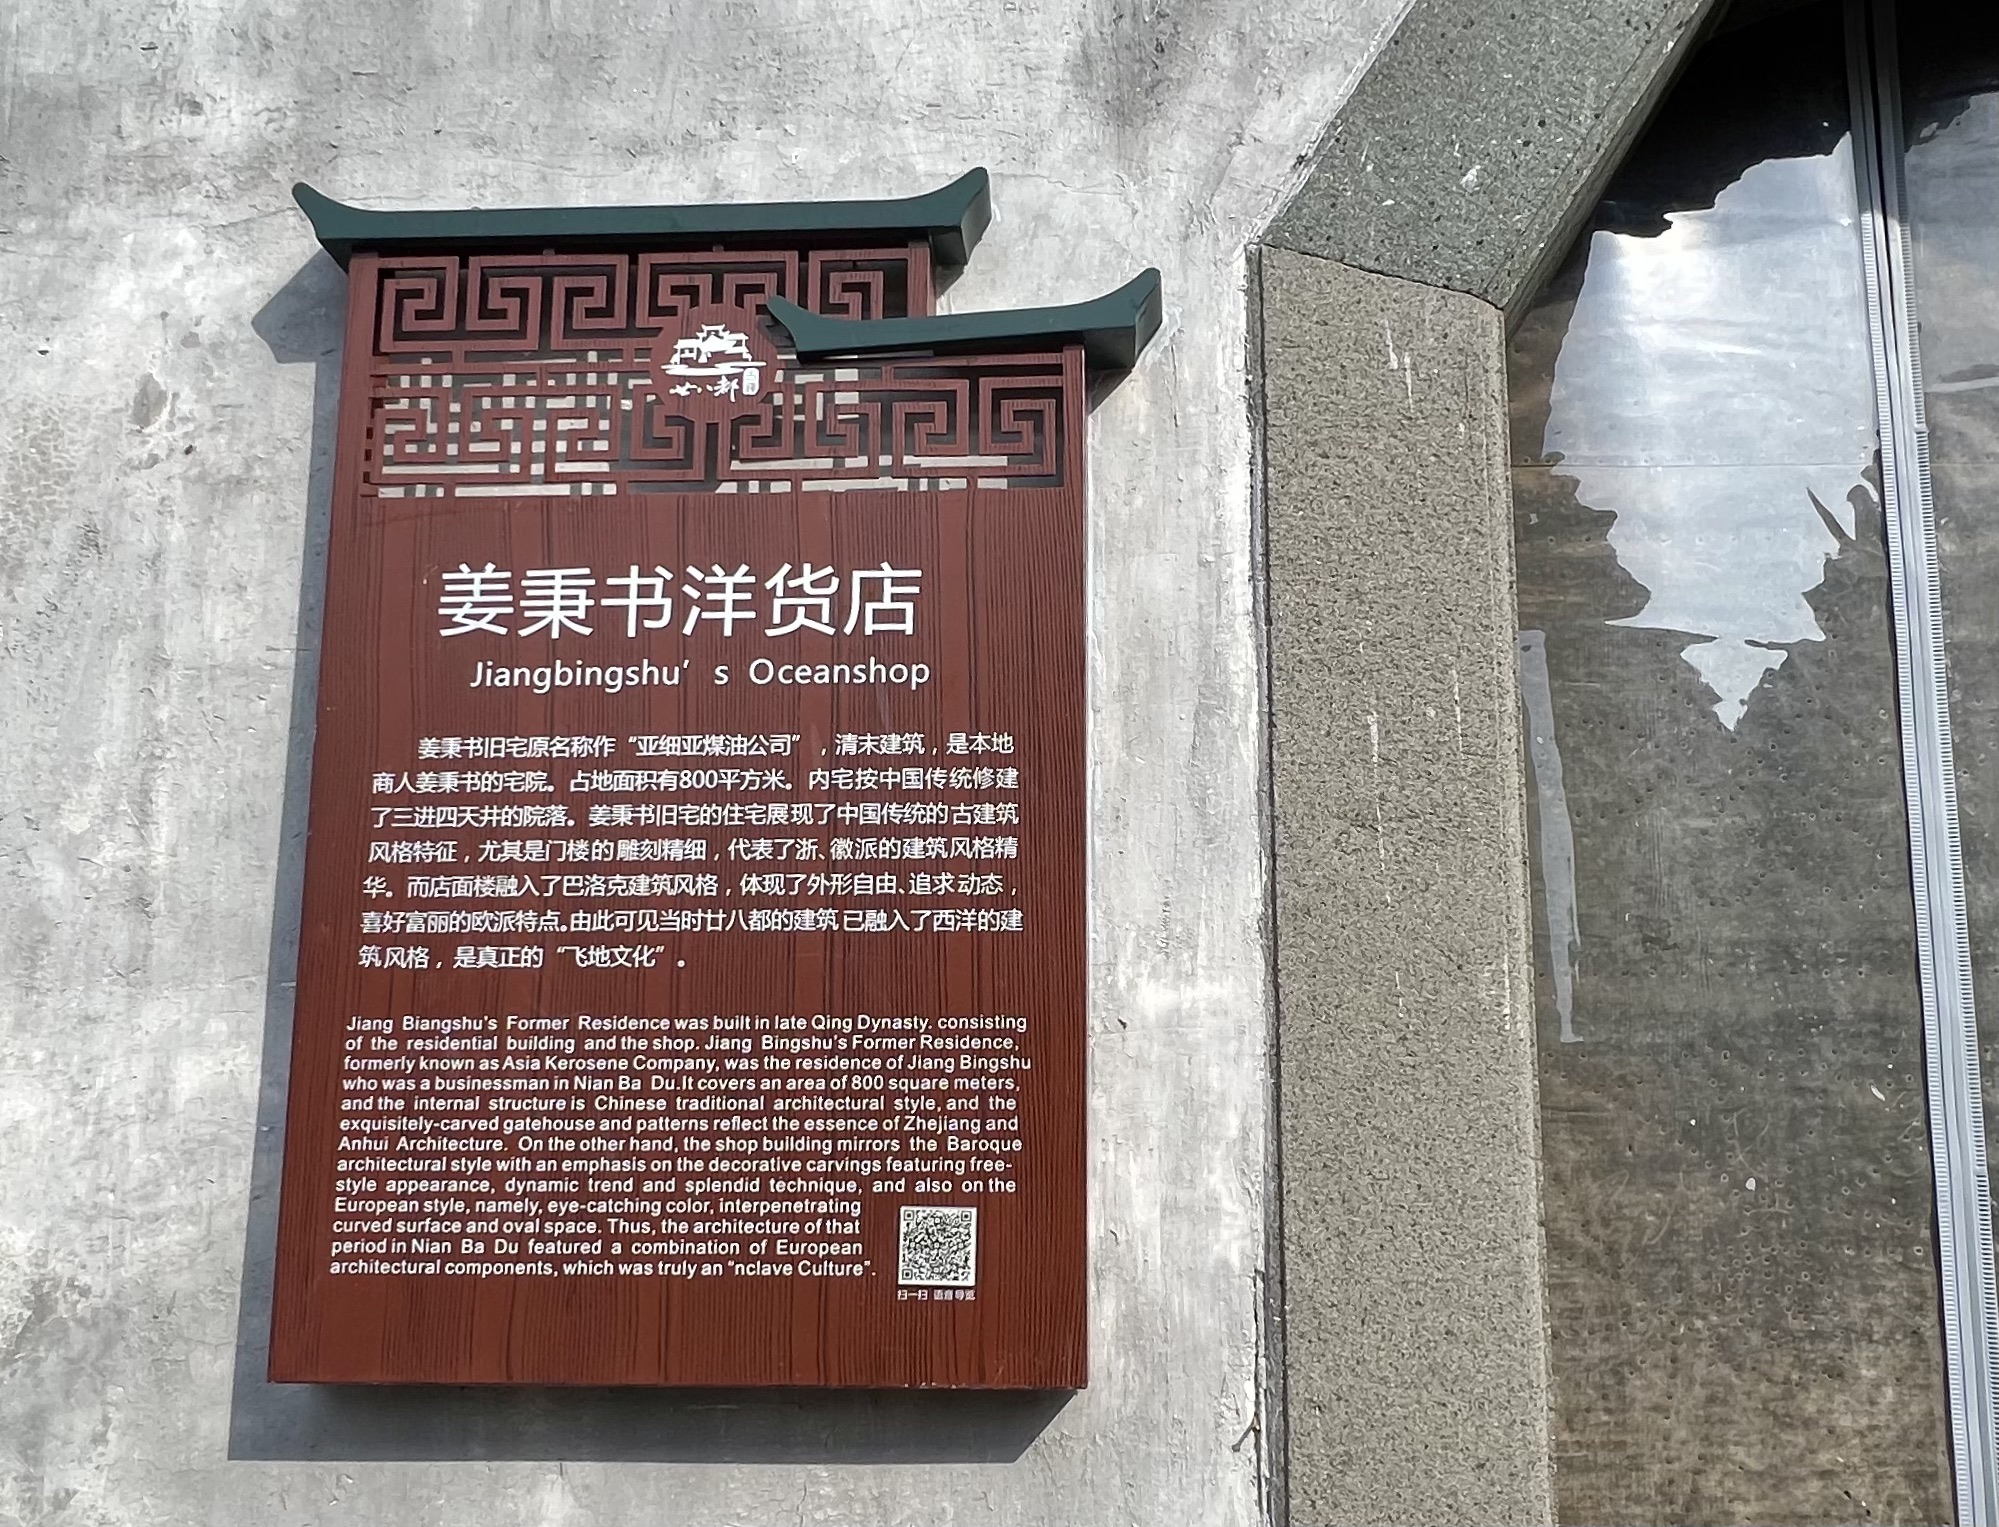 廿八都
姜秉书洋货店
Jiangbingshu' s Oceanshop
姜秉书旧宅原名称作“亚细亚煤油公司”，清末建筑，是本地
商人姜秉书的宅院。占地面积有800平方米。内宅按中国传统修建
了三进四天井的院落。姜秉书旧宅的住宅展现了中国传统的古建筑
风格特征，尤其是门楼的雕刻精细，代表了浙、徽派的建筑风格精
华。而店面楼融入了巴洛克建筑风格，体现了外形自由、追求动态，
喜好富丽的欧派特点。由此可见当时廿八都的建筑已融入了西洋的建
筑风格，是真正的“飞地文化”。
Jiang Biangshu's Former Residence was built in late Qing Dynasty. consisting
of the residential building and the shop. Jiang Bingshu's Former Residence,
formerly known as Asia Kerosene Company, was the residence of Jiang Bingshu
who was a businessman in Nian Ba Du.It covers an area of 800 square meters,
and the internal structure is Chinese traditional architectural style, and the
exquisitely-carved gatehouse and patterns reflect the essence of Zhejiang and
Anhui Architecture. On the other hand, the shop building mirrors the Baroque
architectural style with an emphasis on the decorative carvings featuring free-
style appearance, dynamic trend and splendid technique, and also on the
European style, namely, eye-catching color, interpenetrating
curved surface and oval space. Thus, the architecture of that
period in Nian Ba Du featured a combination of European
architectural components, which was truly an "nclave Culture".
扫一扫 语音导览